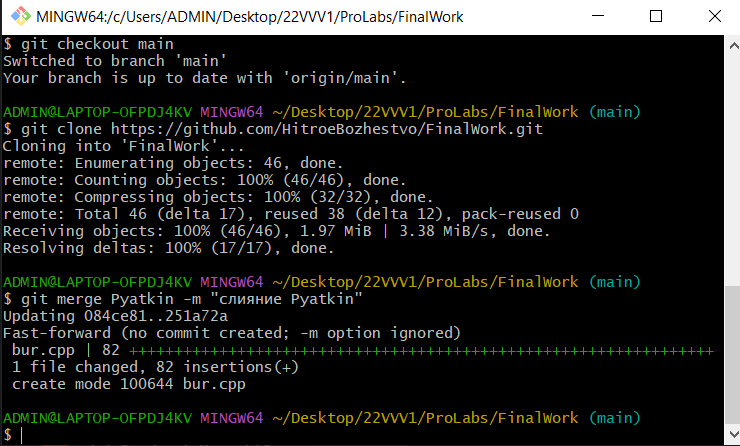 MINGW64:/c/Users/ADMIN/Desktop/22VVV1/ProLabs/FinalWork
$ git checkout main
Switched to branch 'main'
Your branch is up to date with 'origin/main'.
ADMIN@LAPTOP-OFPDJ4KV MINGW64 ~/Desktop/22VVV1/ProLabs/FinalWork (main)
$ git clone https://github.com/HitroeBozhestvo/FinalWork.git
Cloning into 'FinalWork'...
remote: Enumerating objects: 46, done.
remote: Counting objects: 100% (46/46), done.
remote: Compressing objects: 100% (32/32), done.
remote: Total 46 (delta 17), reused 38 (delta 12), pack-reused 0
Receiving objects: 100% (46/46), 1.97 MiB | 3.38 MiB/s, done.
Resolving deltas: 100% (17/17), done.
ADMIN@LAPTOP-OFPDJ4KV MINGW64 ~/Desktop/22VVV1/ProLabs/FinalWork (main)
$ git merge Pyatkin -m "слияние Pyatkin"
Updating 084ce81..251a72a
Fast-forward (no commit created; -m option ignored)
 bur.cpp | 82 +++++++++++++++++++++++++++++++++++++++++++++++++++++++++++++++++
 1 file changed, 82 insertions(+)
 create mode 100644 bur.cpp
ADMIN@LAPTOP-OFPDJ4KV MINGW64 ~/Desktop/22VVV1/ProLabs/FinalWork (main)
$